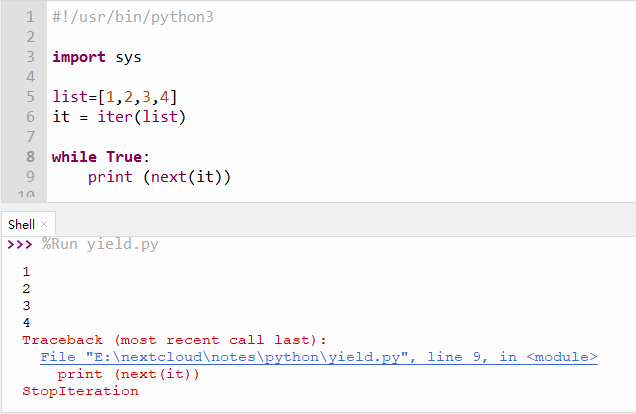 1 #!/usr/bin/python3
2
3 import sys
4
5 list=[1,2,3,4]
6 it = iter(list)
7
8 while True:
9     print (next(it))
10
Shell ×
>>> %Run yield.py
1
2
3
4
Traceback (most recent call last):
  File "E:\nextcloud\notes\python\yield.py", line 9, in <module>
    print (next(it))
StopIteration